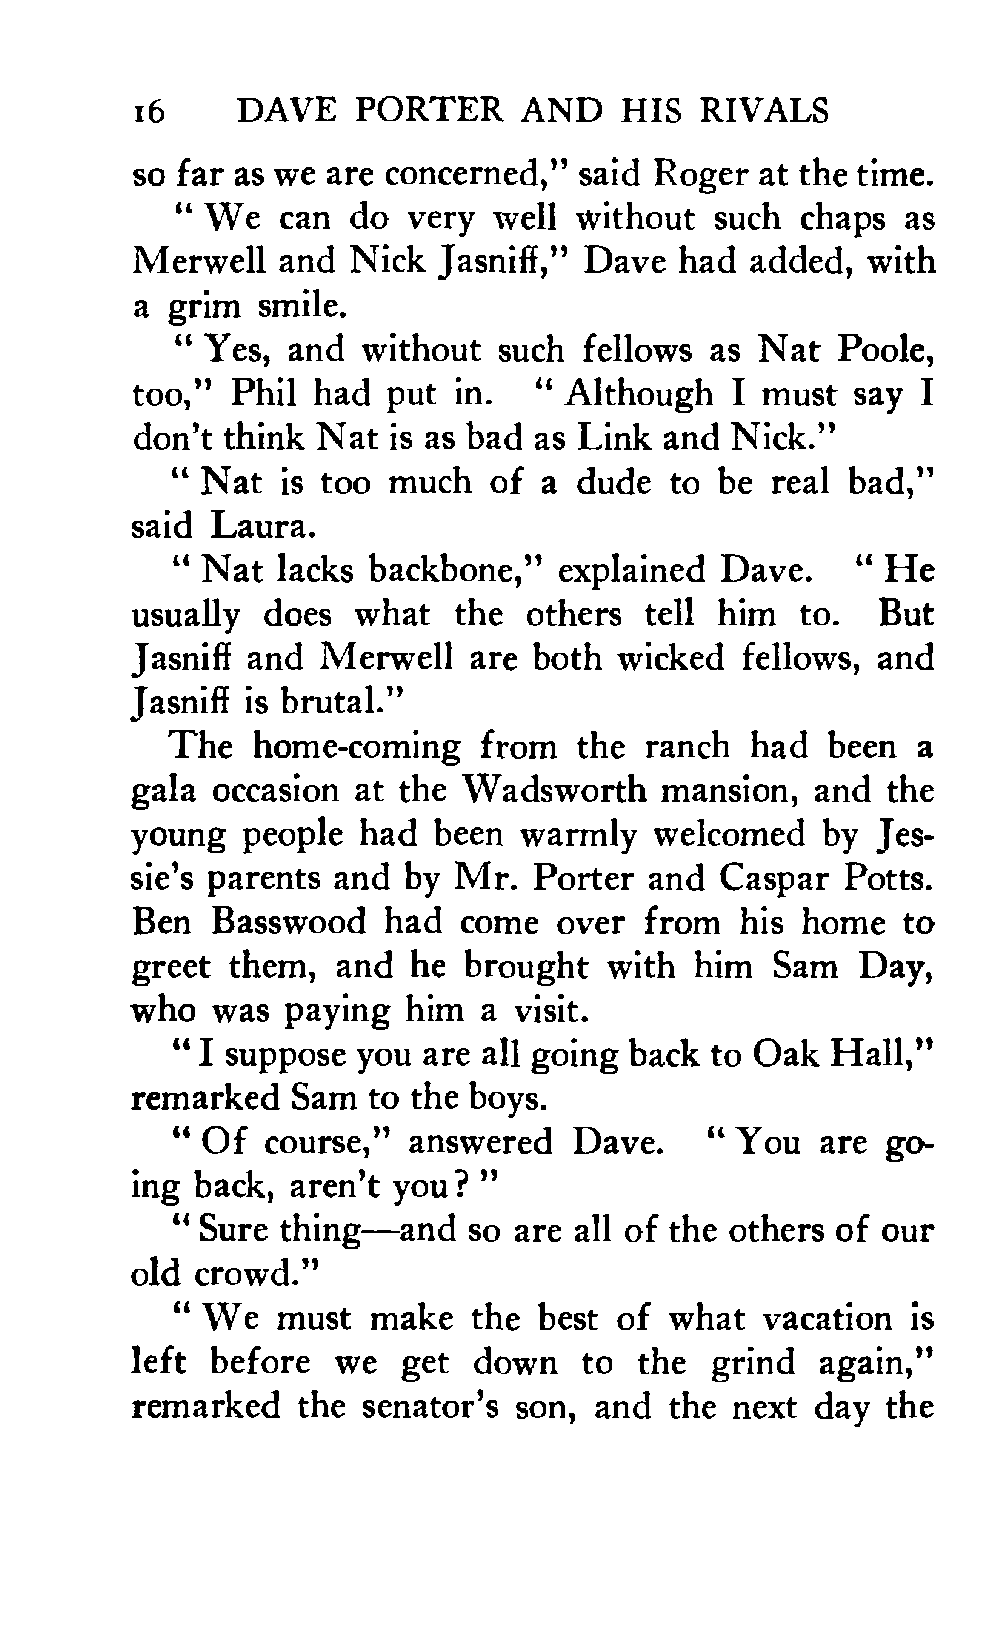 16 DAVE PORTER AND HIS RIVALS
so far as we are concerned," said Roger at the time.
" We can do very well without such chaps as
Merwell and Nick Jasniff," Dave had added, with
a grim smile.
" Yes, and without such fellows as Nat Poole,
too," Phil had put in. " Although I must say I
don't think Nat is as bad as Link and Nick."
" Nat is too much of a dude to be real bad,"
said Laura.
" Nat lacks backbone," explained Dave. " He
usually does what the others tell him to. But
Jasniff and Merwell are both wicked fellows, and
Jasniff is brutal."
The home-coming from the ranch had been a
gala occasion at the Wadsworth mansion, and the
young people had been warmly welcomed by Jes-
sie's parents and by Mr. Porter and Caspar Potts.
Ben Basswood had come over from his home to
greet them, and he brought with him Sam Day,
who was paying him a visit.
" I suppose you are all going back to Oak Hall,"
remarked Sam to the boys.
" Of course," answered Dave. " You are go-
ing back, aren't you? "
" Sure thing—and so are all of the others of our
old crowd."
" We must make the best of what vacation is
left before we get down to the grind again,"
remarked the senator's son, and the next day the